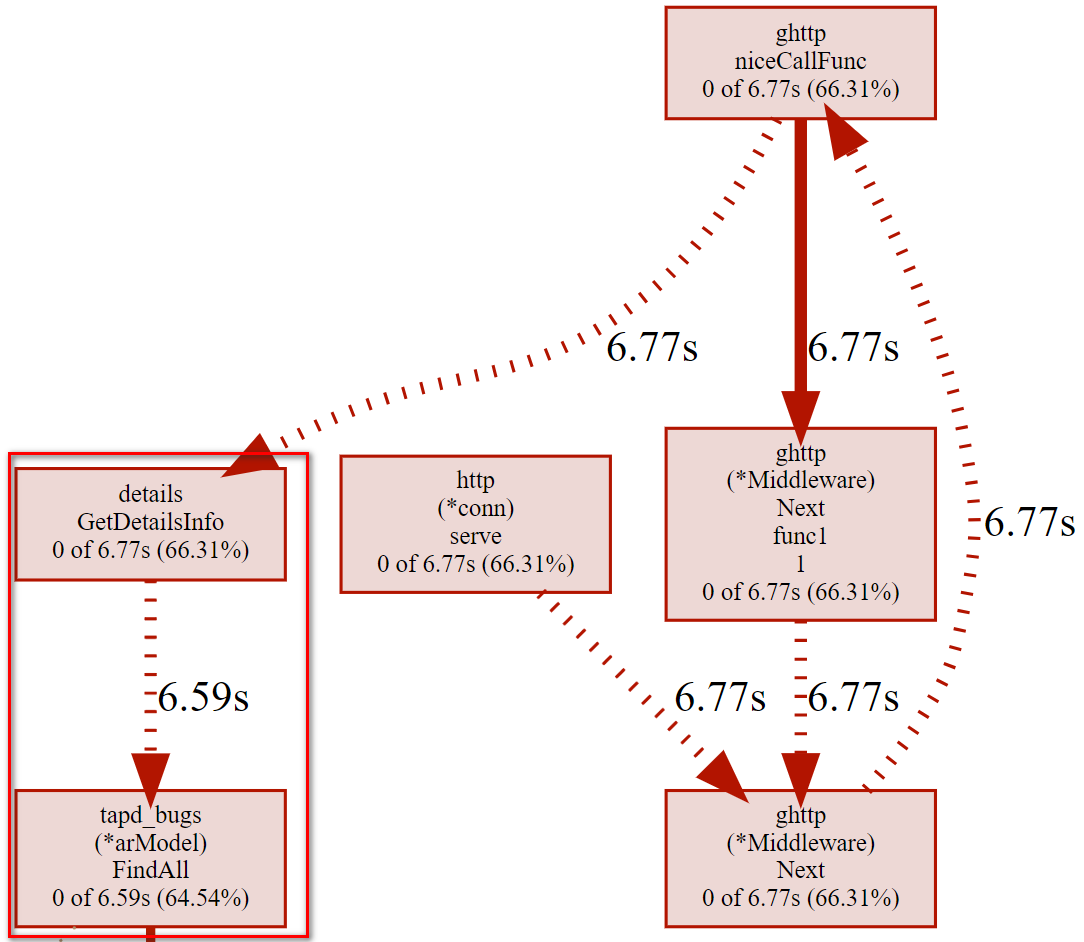 ghttp
niceCallFunc
0 of 6.77s (66.31%)
6.77s
6.77s
details
GetDetailsInfo
0 of 6.77s (66.31%)
http
(*conn)
serve
0 of 6.77s (66.31%)
ghttp
(*Middleware)
Next
func1
1
0 of 6.77s (66.31%)
6.77s
6.59s
6.77s
6.77s
tapd_bugs
(*arModel)
FindAll
0 of 6.59s (64.54%)
ghttp
(*Middleware)
Next
0 of 6.77s (66.31%)